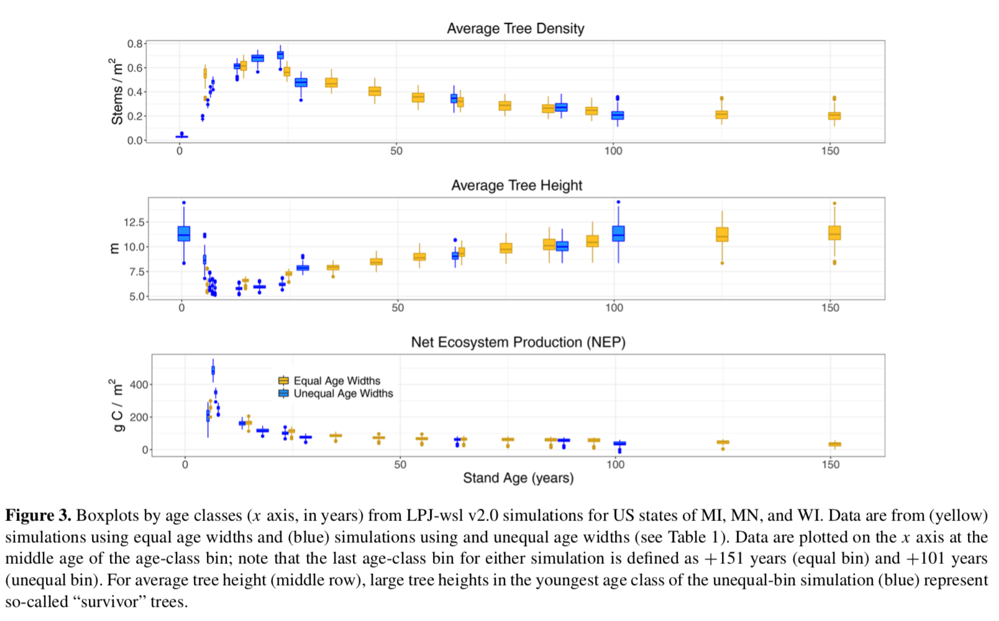 Average Tree Density
Stems / m²
0.8
0.6
0.4
0.2
0.0
0 50 100 150
Average Tree Height
m
12.5
10.0
7.5
5.0
0 50 100 150
Net Ecosystem Production (NEP)
g C / m²
400
200
0
Equal Age Widths
Unequal Age Widths
0 50 100 150
Stand Age (years)
Figure 3. Boxplots by age classes (x axis, in years) from LPJ-wsl v2.0 simulations for US states of MI, MN, and WI. Data are from (yellow)
simulations using equal age widths and (blue) simulations using and unequal age widths (see Table 1). Data are plotted on the x axis at the
middle age of the age-class bin; note that the last age-class bin for either simulation is defined as +151 years (equal bin) and +101 years
(unequal bin). For average tree height (middle row), large tree heights in the youngest age class of the unequal-bin simulation (blue) represent
so-called “survivor” trees.